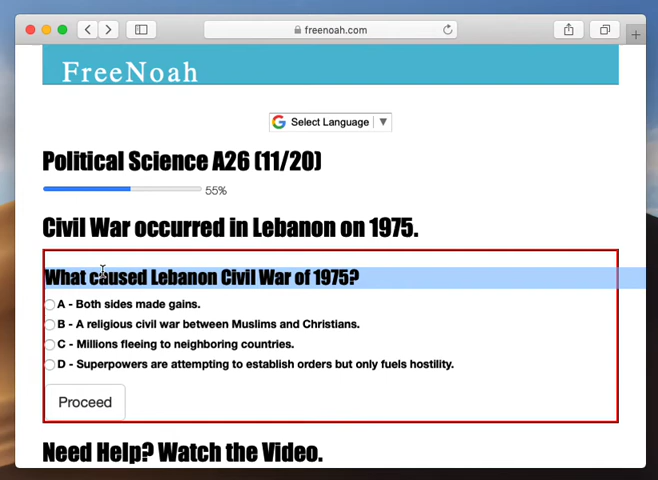 freenoah.com
FreeNoah
Select Language
Political Science A26 (11/20)
55%
Civil War occurred in Lebanon on 1975.
What caused Lebanon Civil War of 1975?
A - Both sides made gains.
B - A religious civil war between Muslims and Christians.
C - Millions fleeing to neighboring countries.
D - Superpowers are attempting to establish orders but only fuels hostility.
Proceed
Need Help? Watch the Video.